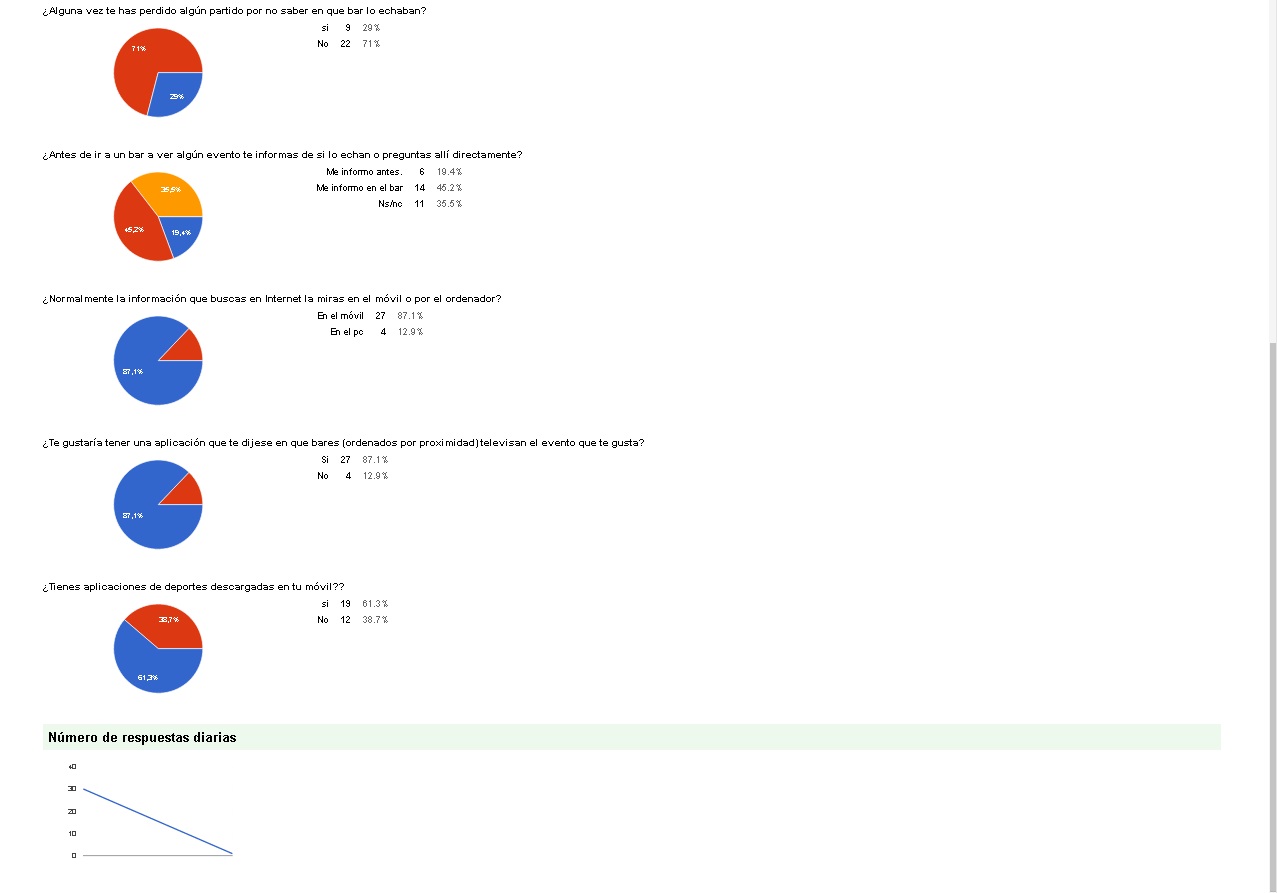 ¿Alguna vez te has perdido algún partido por no saber en que bar lo echaban?
si 9 29%
No 22 71%
71%
29%
¿Antes de ir a un bar a ver algún evento te informas de si lo echan o preguntas allí directamente?
Me informo antes. 6 19.4%
Me informo en el bar 14 45.2%
Ns/nc 11 35.5%
35,5%
45,2%
19,4%
¿Normalmente la información que buscas en Internet la miras en el móvil o por el ordenador?
En el móvil 27 87.1%
En el pc 4 12.9%
87,1%
¿Te gustaría tener una aplicación que te dijese en que bares (ordenados por proximidad) televisan el evento que te gusta?
Si 27 87.1%
No 4 12.9%
87,1%
¿Tienes aplicaciones de deportes descargadas en tu móvil??
si 19 61.3%
No 12 38.7%
38,7%
61,3%
Número de respuestas diarias
40
30
20
10
0